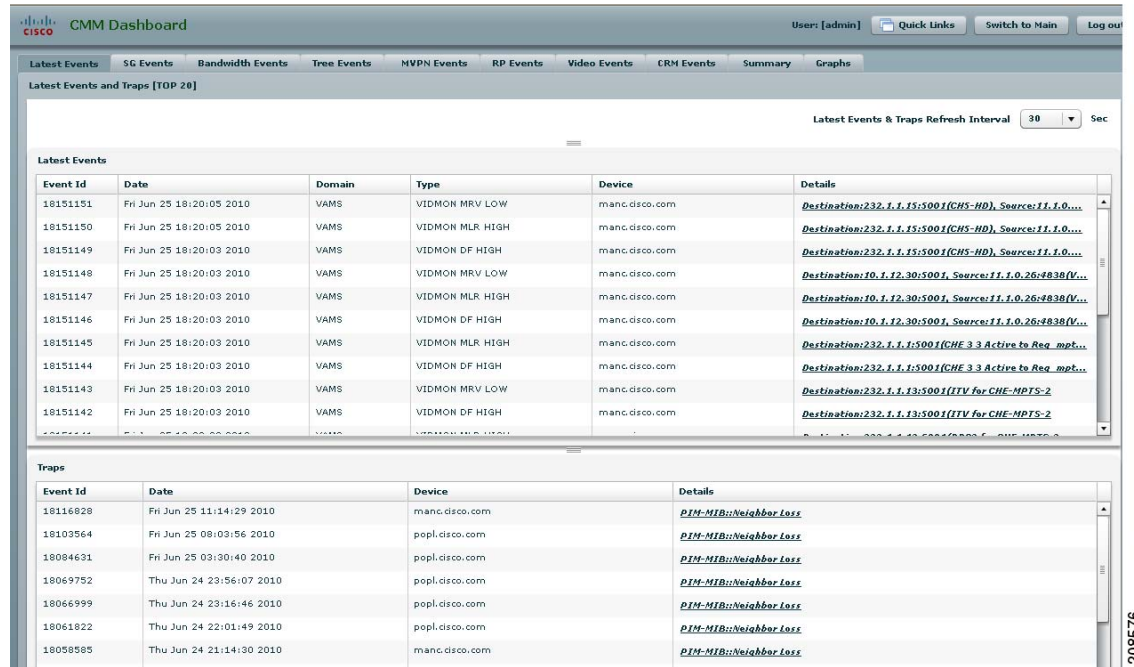 CISCO CMM Dashboard User: [admin] Quick Links Switch to Main Log out
Latest Events SG Events Bandwidth Events Tree Events MVPN Events RP Events Video Events CRM Events Summary Graphs
Latest Events and Traps [TOP 20]
Latest Events & Traps Refresh Interval 30 Sec
Latest Events
Event Id Date Domain Type Device Details
18151151 Fri Jun 25 18:20:05 2010 VAMS VIDMON MRV LOW manc.cisco.com Destination:232.1.1.15:5001(CH5-HD), Source:11.1.0....
18151150 Fri Jun 25 18:20:05 2010 VAMS VIDMON MLR HIGH manc.cisco.com Destination:232.1.1.15:5001(CH5-HD), Source:11.1.0....
18151149 Fri Jun 25 18:20:03 2010 VAMS VIDMON DF HIGH manc.cisco.com Destination:232.1.1.15:5001(CH5-HD), Source:11.1.0....
18151148 Fri Jun 25 18:20:03 2010 VAMS VIDMON MRV LOW manc.cisco.com Destination:10.1.12.30:5001, Source:11.1.0.26:4838(V...
18151147 Fri Jun 25 18:20:03 2010 VAMS VIDMON MLR HIGH manc.cisco.com Destination:10.1.12.30:5001, Source:11.1.0.26:4838(V...
18151146 Fri Jun 25 18:20:03 2010 VAMS VIDMON DF HIGH manc.cisco.com Destination:10.1.12.30:5001, Source:11.1.0.26:4838(V...
18151145 Fri Jun 25 18:20:03 2010 VAMS VIDMON MLR HIGH manc.cisco.com Destination:232.1.1.1:5001(CHE 3 3 Active to Req_mpt...
18151144 Fri Jun 25 18:20:03 2010 VAMS VIDMON DF HIGH manc.cisco.com Destination:232.1.1.1:5001(CHE 3 3 Active to Req_mpt...
18151143 Fri Jun 25 18:20:03 2010 VAMS VIDMON MRV LOW manc.cisco.com Destination:232.1.1.13:5001(ITV for CHE-MPTS-2
18151142 Fri Jun 25 18:20:03 2010 VAMS VIDMON DF HIGH manc.cisco.com Destination:232.1.1.13:5001(ITV for CHE-MPTS-2
Traps
Event Id Date Device Details
18116828 Fri Jun 25 11:14:29 2010 manc.cisco.com PIM-MIB::Neighbor Loss
18103564 Fri Jun 25 08:03:56 2010 popl.cisco.com PIM-MIB::Neighbor Loss
18084631 Fri Jun 25 03:30:40 2010 popl.cisco.com PIM-MIB::Neighbor Loss
18069752 Thu Jun 24 23:56:07 2010 popl.cisco.com PIM-MIB::Neighbor Loss
18066999 Thu Jun 24 23:16:46 2010 popl.cisco.com PIM-MIB::Neighbor Loss
18061822 Thu Jun 24 22:01:49 2010 popl.cisco.com PIM-MIB::Neighbor Loss
18058585 Thu Jun 24 21:14:30 2010 manc.cisco.com PIM-MIB::Neighbor Loss